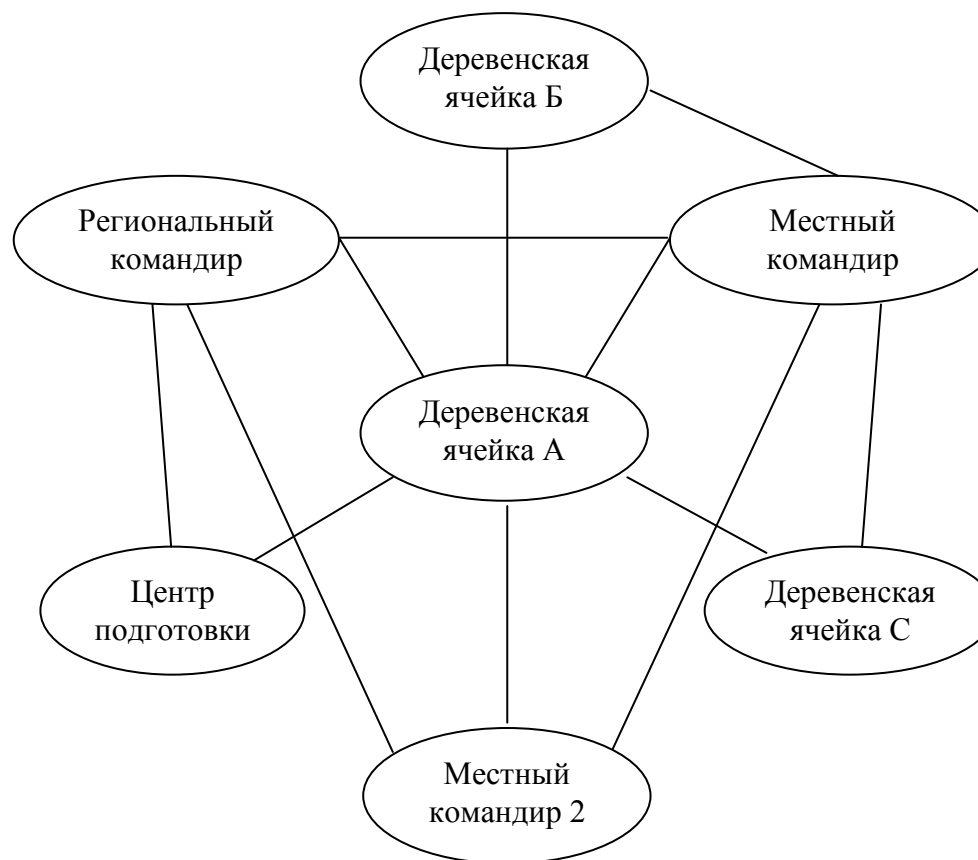 Деревенская
ячейка Б
Региональный
командир
Местный
командир
Деревенская
ячейка А
Центр
подготовки
Деревенская
ячейка С
Местный
командир 2